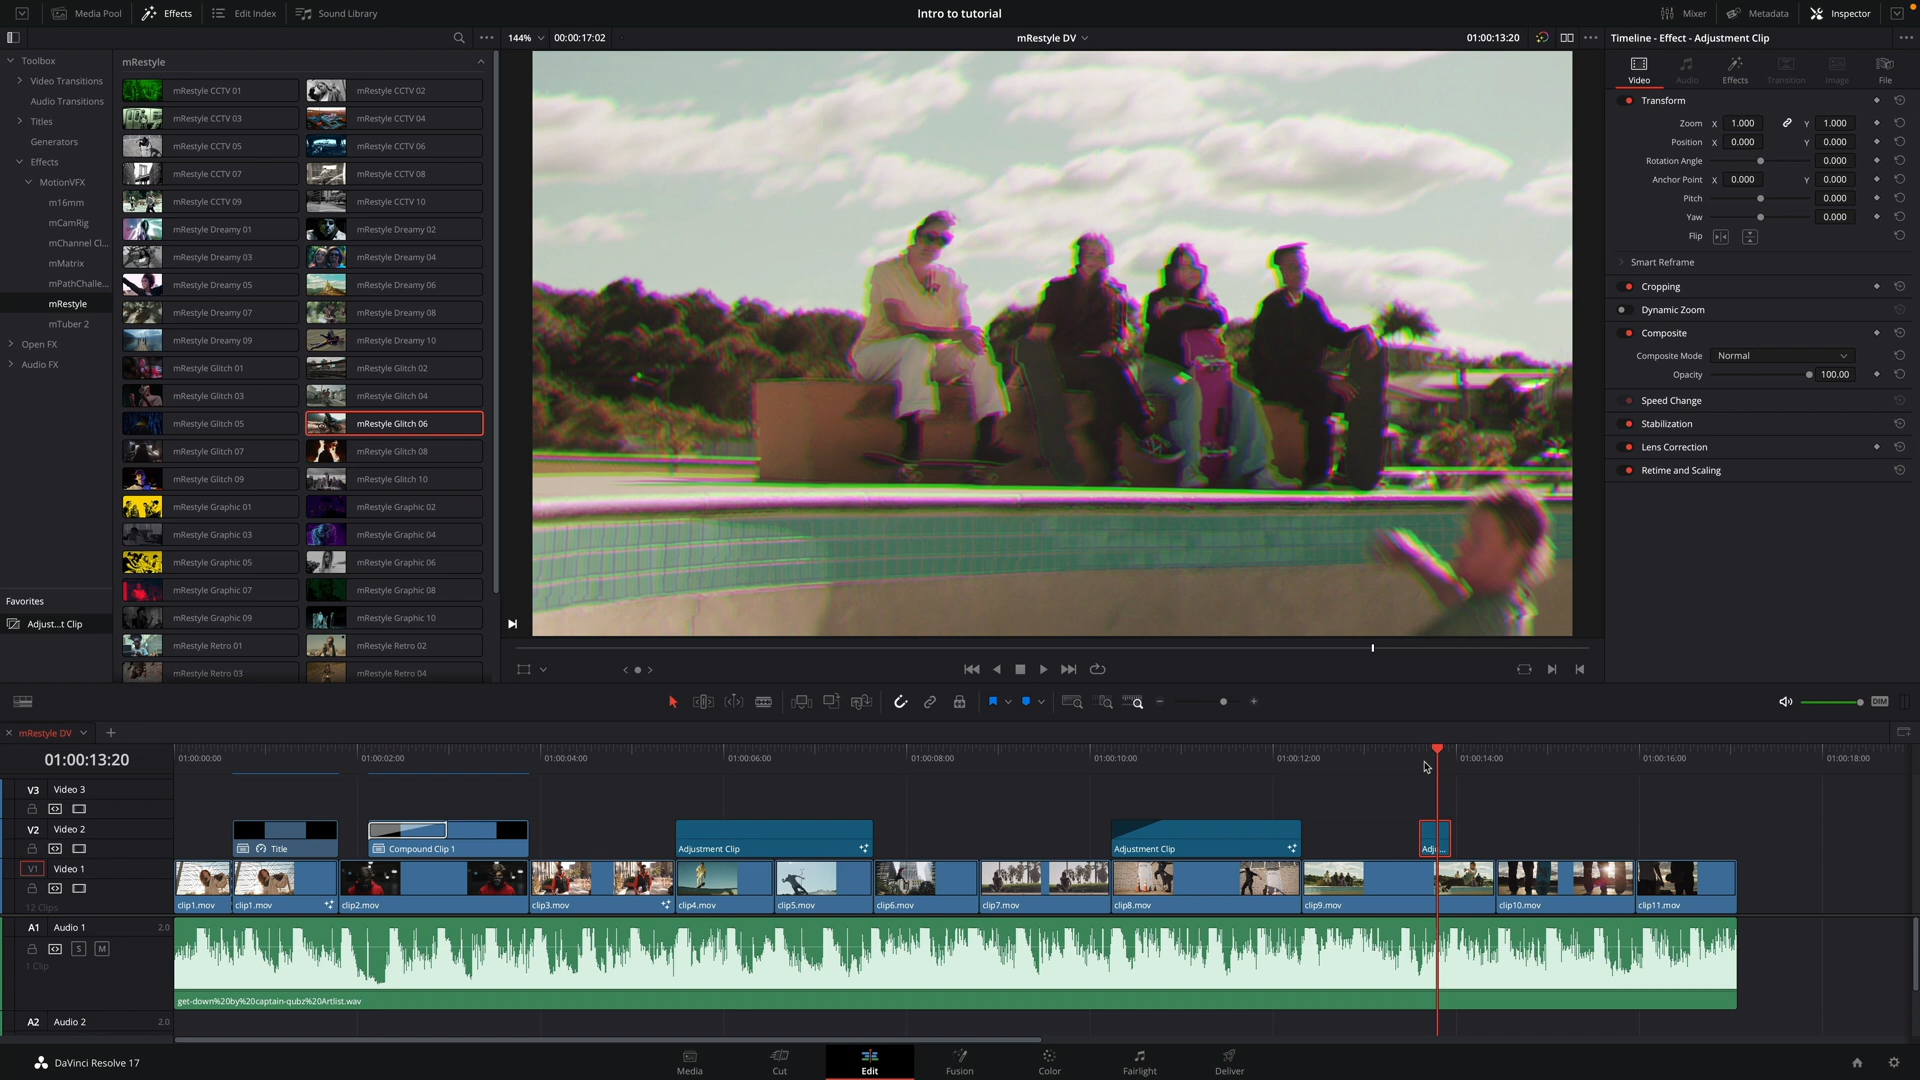 Media Pool
Effects
Edit Index
Sound Library
Intro to tutorial
Mixer
Metadata
Inspector
144%
00:00:17:02
mRestyle DV
01:00:13:20
Timeline - Effect - Adjustment Clip
Toolbox
Video Transitions
Audio Transitions
Titles
Generators
Effects
MotionVFX
m16mm
mCamRig
mChannel Cl...
mMatrix
mPathChalle...
mRestyle
mTuber 2
Open FX
Audio FX
Favorites
Adjust...t Clip
mRestyle
mRestyle CCTV 01
mRestyle CCTV 02
mRestyle CCTV 03
mRestyle CCTV 04
mRestyle CCTV 05
mRestyle CCTV 06
mRestyle CCTV 07
mRestyle CCTV 08
mRestyle CCTV 09
mRestyle CCTV 10
mRestyle Dreamy 01
mRestyle Dreamy 02
mRestyle Dreamy 03
mRestyle Dreamy 04
mRestyle Dreamy 05
mRestyle Dreamy 06
mRestyle Dreamy 07
mRestyle Dreamy 08
mRestyle Dreamy 09
mRestyle Dreamy 10
mRestyle Glitch 01
mRestyle Glitch 02
mRestyle Glitch 03
mRestyle Glitch 04
mRestyle Glitch 05
mRestyle Glitch 06
mRestyle Glitch 07
mRestyle Glitch 08
mRestyle Glitch 09
mRestyle Glitch 10
mRestyle Graphic 01
mRestyle Graphic 02
mRestyle Graphic 03
mRestyle Graphic 04
mRestyle Graphic 05
mRestyle Graphic 06
mRestyle Graphic 07
mRestyle Graphic 08
mRestyle Graphic 09
mRestyle Graphic 10
mRestyle Retro 01
mRestyle Retro 02
mRestyle Retro 03
mRestyle Retro 04
Video
Audio
Effects
Transition
Image
File
Transform
Zoom X 1.000 Y 1.000
Position X 0.000 Y 0.000
Rotation Angle 0.000
Anchor Point X 0.000 Y 0.000
Pitch 0.000
Yaw 0.000
Flip
Smart Reframe
Cropping
Dynamic Zoom
Composite
Composite Mode Normal
Opacity 100.00
Speed Change
Stabilization
Lens Correction
Retime and Scaling
DIM
mRestyle DV
01:00:13:20
01:00:00:00
01:00:02:00
01:00:04:00
01:00:06:00
01:00:08:00
01:00:10:00
01:00:12:00
01:00:14:00
01:00:16:00
01:00:18:00
V3 Video 3
V2 Video 2
Title
Compound Clip 1
Adjustment Clip
Adjustment Clip
Adju...
V1 Video 1
12 Clips
clip1.mov
clip1.mov
clip2.mov
clip3.mov
clip4.mov
clip5.mov
clip6.mov
clip7.mov
clip8.mov
clip9.mov
clip10.mov
clip11.mov
A1 Audio 1 2.0
S M
1 Clip
get-down%20by%20captain-qubz%20Artlist.wav
A2 Audio 2 2.0
DaVinci Resolve 17
Media
Cut
Edit
Fusion
Color
Fairlight
Deliver